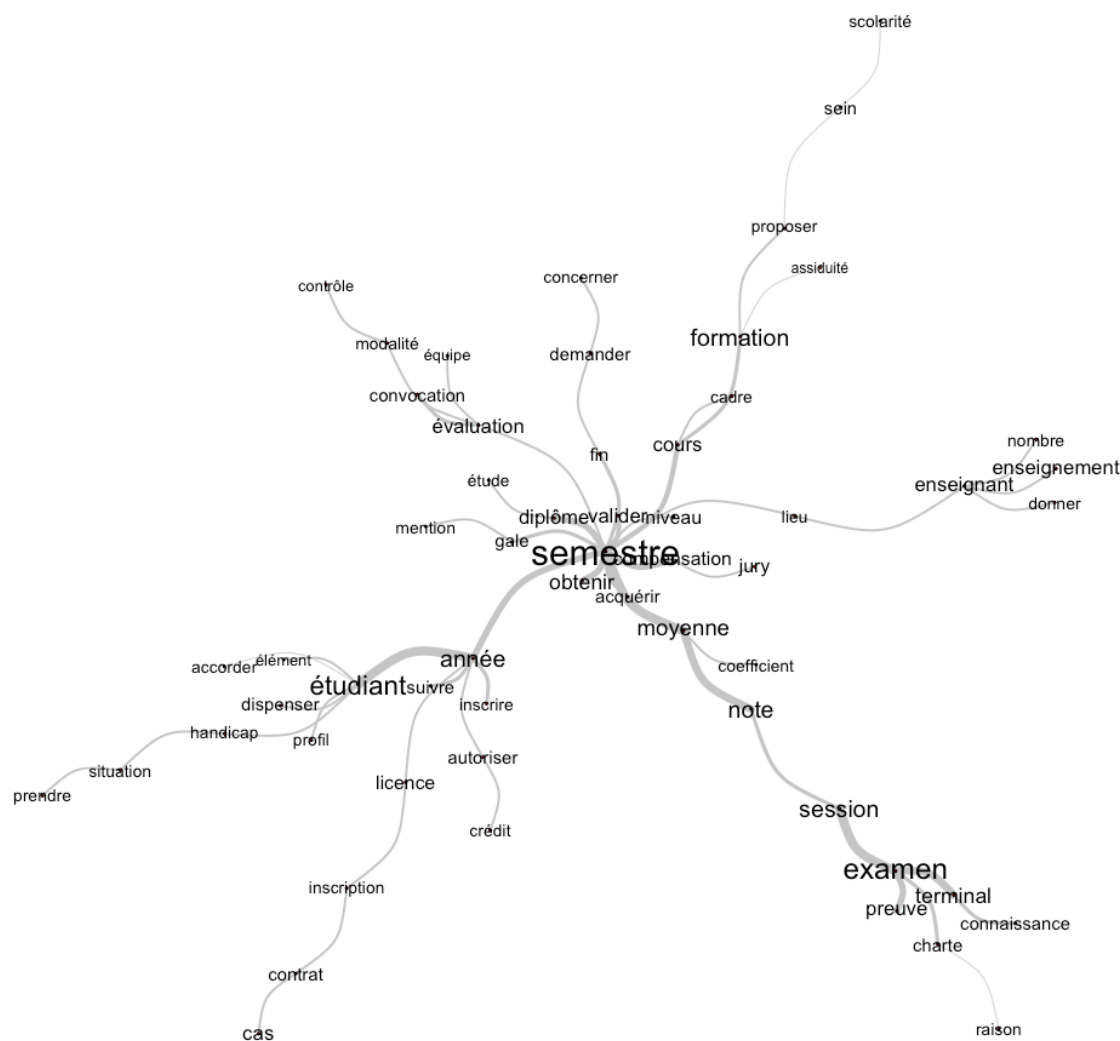 scolarité
sein
proposer
assiduité
concerner
contrôle
formation
modalité
demander
équipe
convocation
cadre
évaluation
nombre
cours
fin
enseignement
étude
enseignant
donner
diplôme
valider
niveau
lieu
mention
gale
semestre
compensation
jury
obtenir
acquérir
moyenne
année
coefficient
accorder
élément
étudiant
suivre
dispenser
inscrire
note
handicap
profil
autoriser
situation
licence
prendre
session
crédit
examen
inscription
terminal
preuve
connaissance
charte
contrat
raison
cas